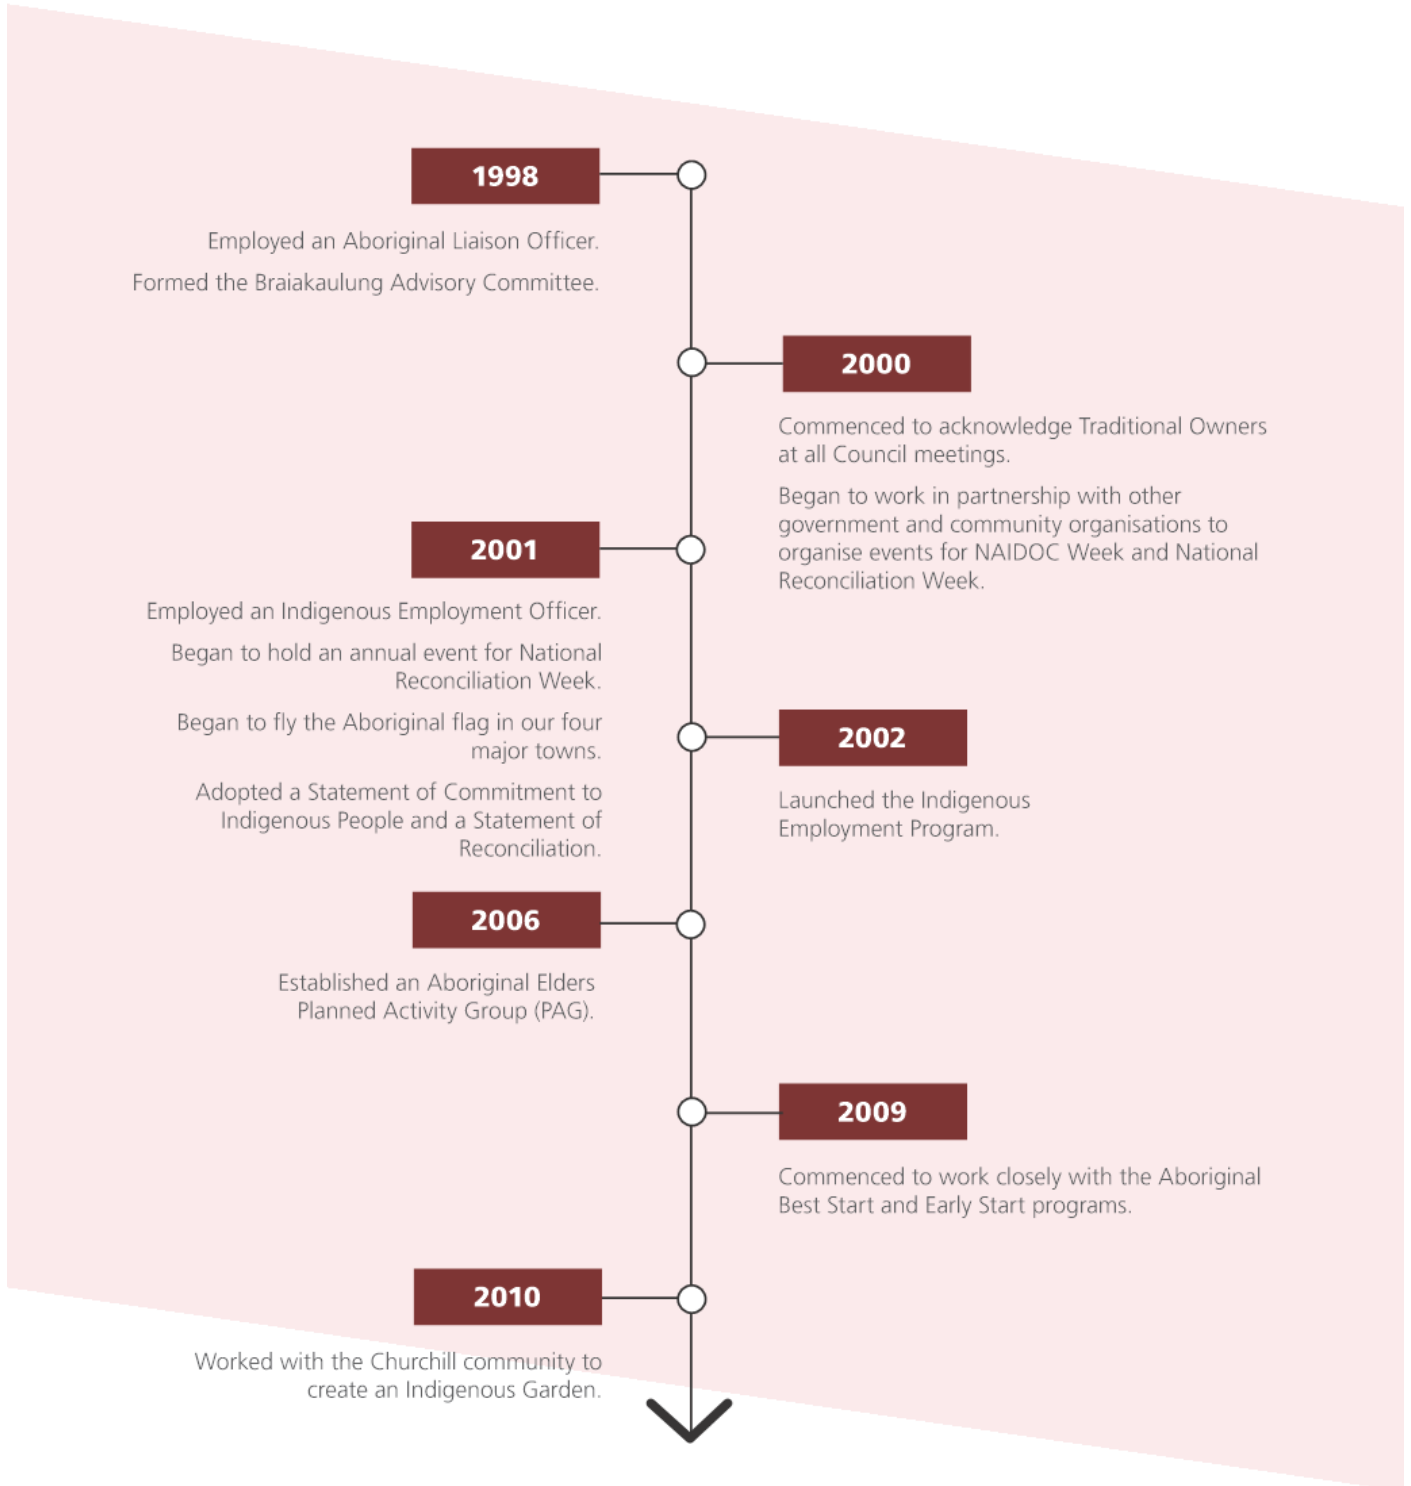 1998
Employed an Aboriginal Liaison Officer.
Formed the Braiakaulung Advisory Committee.
2000
Commenced to acknowledge Traditional Owners
at all Council meetings.
Began to work in partnership with other
government and community organisations to
organise events for NAIDOC Week and National
Reconciliation Week.
2001
Employed an Indigenous Employment Officer.
Began to hold an annual event for National
Reconciliation Week.
Began to fly the Aboriginal flag in our four
major towns.
Adopted a Statement of Commitment to
Indigenous People and a Statement of
Reconciliation.
2002
Launched the Indigenous
Employment Program.
2006
Established an Aboriginal Elders
Planned Activity Group (PAG).
2009
Commenced to work closely with the Aboriginal
Best Start and Early Start programs.
2010
Worked with the Churchill community to
create an Indigenous Garden.